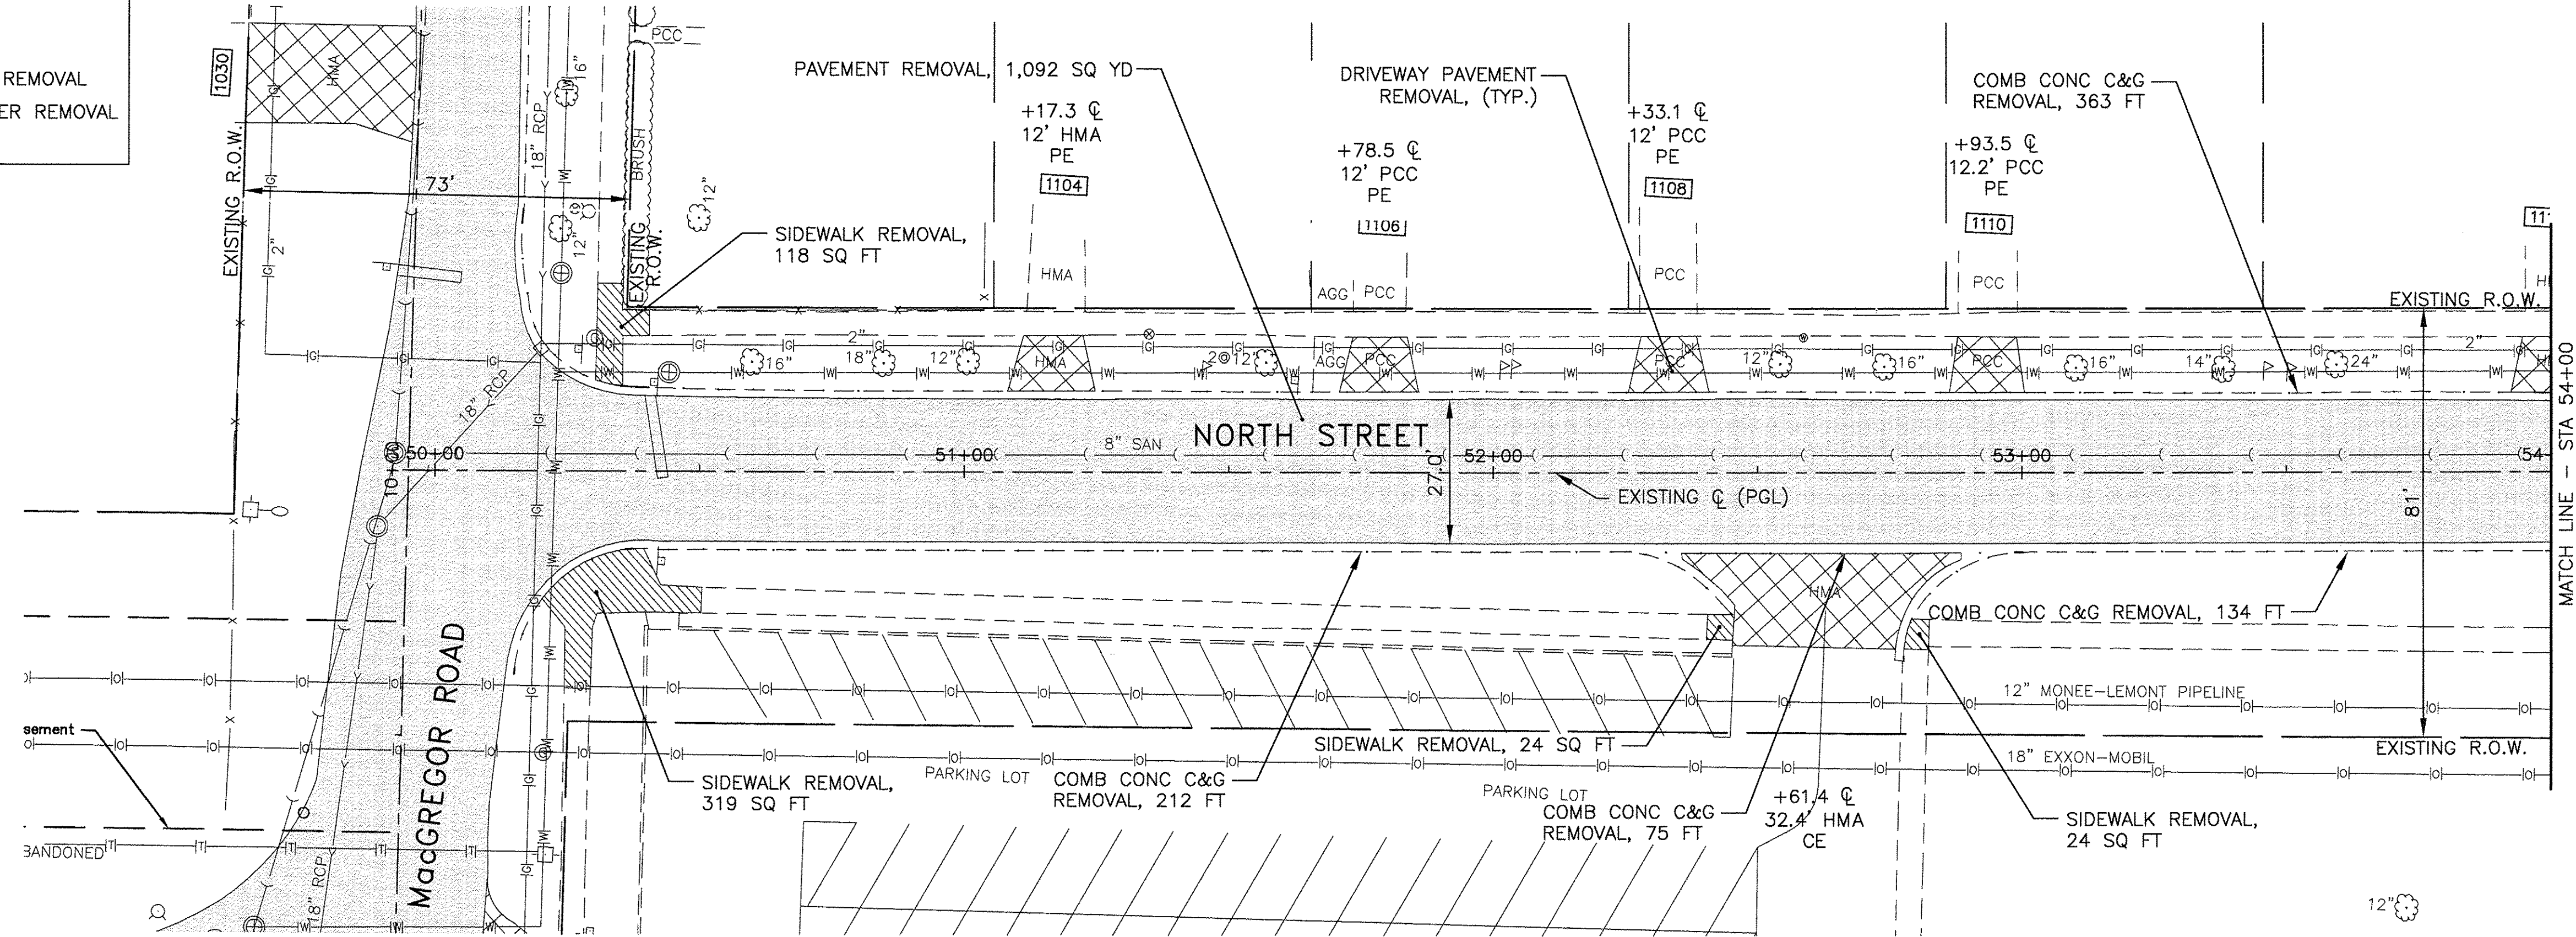 REMOVAL
ER REMOVAL
1030
HMA
EXISTING R.O.W.
2"
73'
18" RCP
16"
12"
PCC
BRUSH
12"
EXISTING
R.O.W.
SIDEWALK REMOVAL,
118 SQ FT
PAVEMENT REMOVAL, 1,092 SQ YD
+17.3 ℄
12' HMA
PE
1104
HMA
+78.5 ℄
12' PCC
PE
1106
AGG
PCC
DRIVEWAY PAVEMENT
REMOVAL, (TYP.)
+33.1 ℄
12' PCC
PE
1108
PCC
+93.5 ℄
12.2' PCC
PE
1110
PCC
COMB CONC C&G
REMOVAL, 363 FT
11
EXISTING R.O.W.
2"
16"
18"
12"
HMA
2@ 12"
AGG
PCC
PCC
12"
16"
PCC
16"
14"
24"
2"
18" RCP
NORTH STREET
8" SAN
10+
50+00
51+00
52+00
53+00
54
27.0'
EXISTING ℄ (PGL)
81'
MATCH LINE - STA 54+00
MacGREGOR ROAD
HMA
COMB CONC C&G REMOVAL, 134 FT
12" MONEE-LEMONT PIPELINE
EXISTING R.O.W.
18" EXXON-MOBIL
sement
BANDONED
18" RCP
SIDEWALK REMOVAL,
319 SQ FT
PARKING LOT
COMB CONC C&G
REMOVAL, 212 FT
SIDEWALK REMOVAL, 24 SQ FT
PARKING LOT
COMB CONC C&G
REMOVAL, 75 FT
+61.4 ℄
32.4' HMA
CE
SIDEWALK REMOVAL,
24 SQ FT
12"